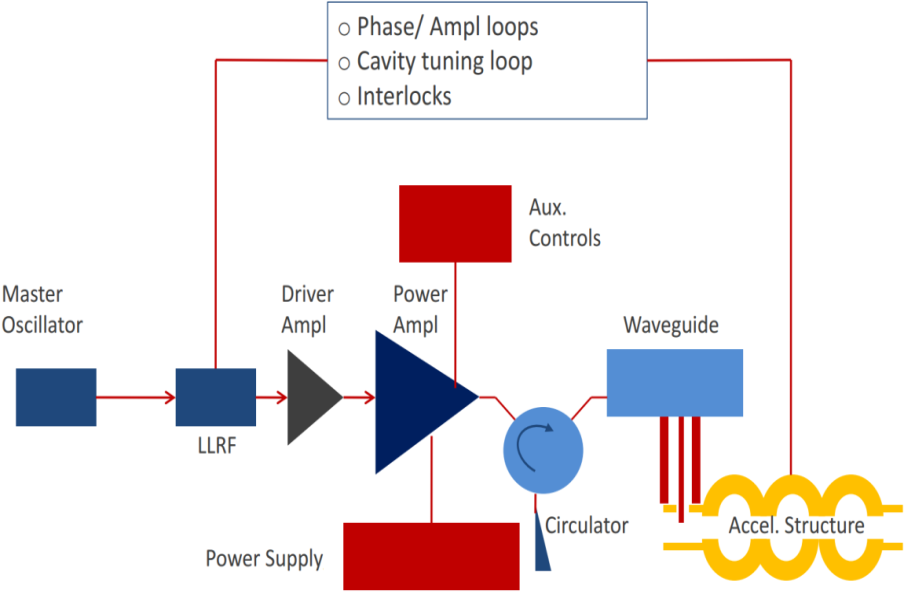 ○ Phase/ Ampl loops
○ Cavity tuning loop
○ Interlocks
Aux.
Controls
Master
Oscillator
Driver
Ampl
Power
Ampl
Waveguide
LLRF
Circulator
Accel. Structure
Power Supply